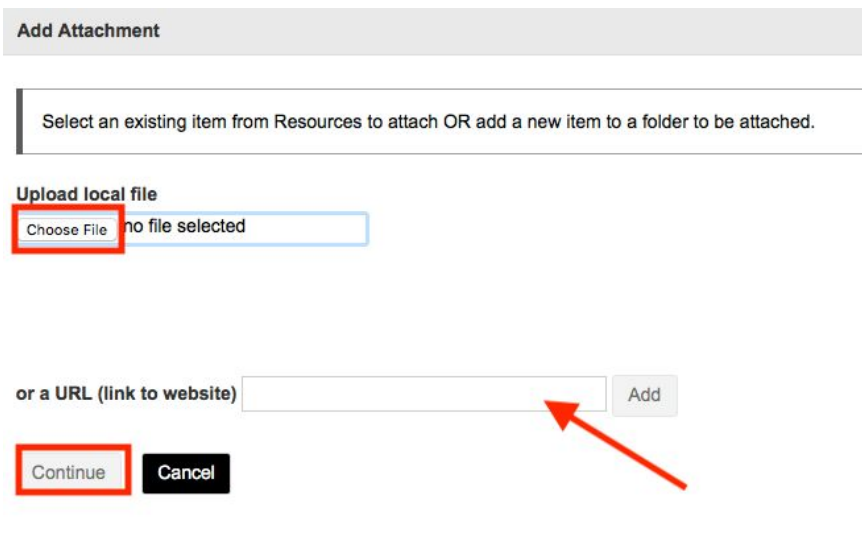 Add Attachment
Select an existing item from Resources to attach OR add a new item to a folder to be attached.
Upload local file
Choose File no file selected
or a URL (link to website) Add
Continue Cancel